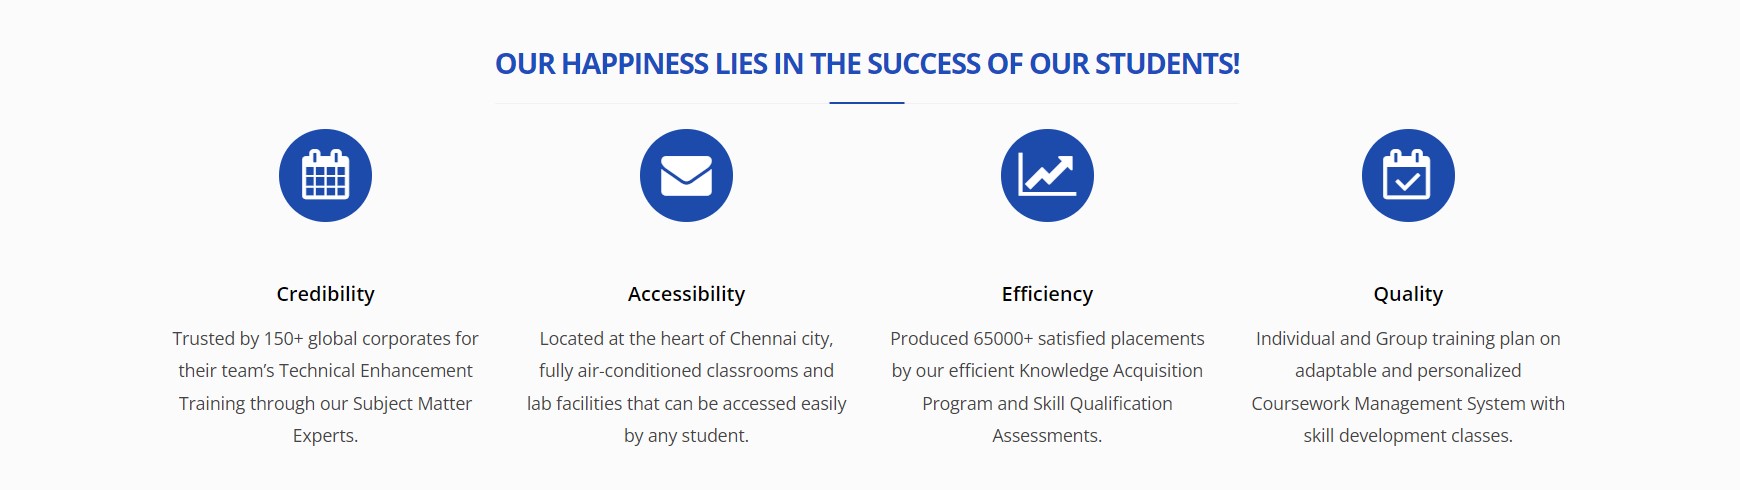 OUR HAPPINESS LIES IN THE SUCCESS OF OUR STUDENTS!
Credibility
Trusted by 150+ global corporates for
their team’s Technical Enhancement
Training through our Subject Matter
Experts.
Accessibility
Located at the heart of Chennai city,
fully air-conditioned classrooms and
lab facilities that can be accessed easily
by any student.
Efficiency
Produced 65000+ satisfied placements
by our efficient Knowledge Acquisition
Program and Skill Qualification
Assessments.
Quality
Individual and Group training plan on
adaptable and personalized
Coursework Management System with
skill development classes.